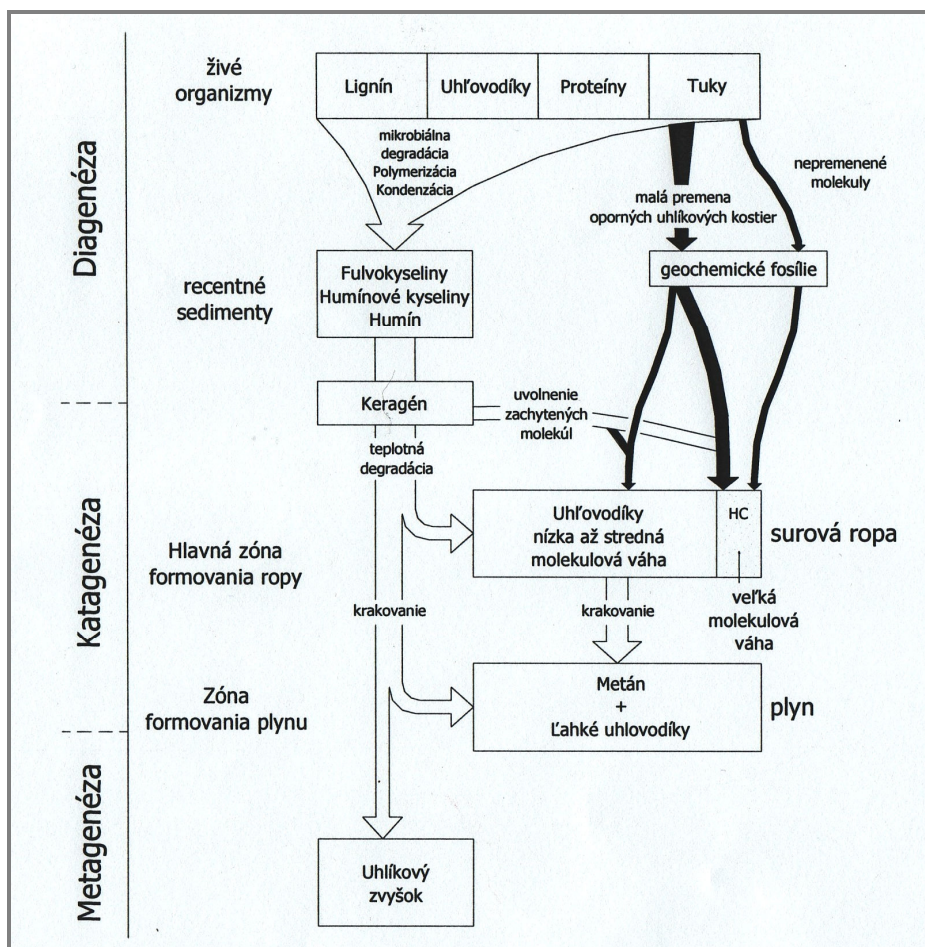 živé
organizmy
Lignín
Uhľovodíky
Proteíny
Tuky
mikrobiálna
degradácia
Polymerizácia
Kondenzácia
nepremenené
molekuly
malá premena
oporných uhlíkových kostier
Diagenéza
recentné
sedimenty
Fulvokyseliny
Humínové kyseliny
Humín
geochemické fosílie
Keragén
uvolnenie
zachytených
molekúl
teplotná
degradácia
Katagenéza
Hlavná zóna
formovania ropy
Uhľovodíky
nízka až stredná
molekulová váha
HC
surová ropa
veľká
molekulová
váha
krakovanie
krakovanie
Zóna
formovania plynu
Metán
+
Ľahké uhlovodíky
plyn
Metagenéza
Uhlíkový
zvyšok